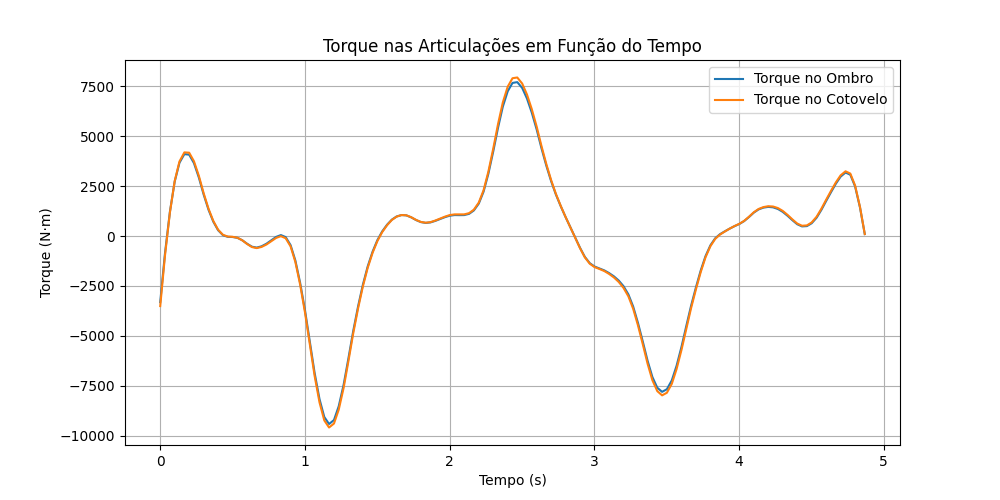 Torque nas Articulações em Função do Tempo
Torque no Ombro
Torque no Cotovelo
Torque (N·m)
7500
5000
2500
0
−2500
−5000
−7500
−10000
0 1 2 3 4 5
Tempo (s)